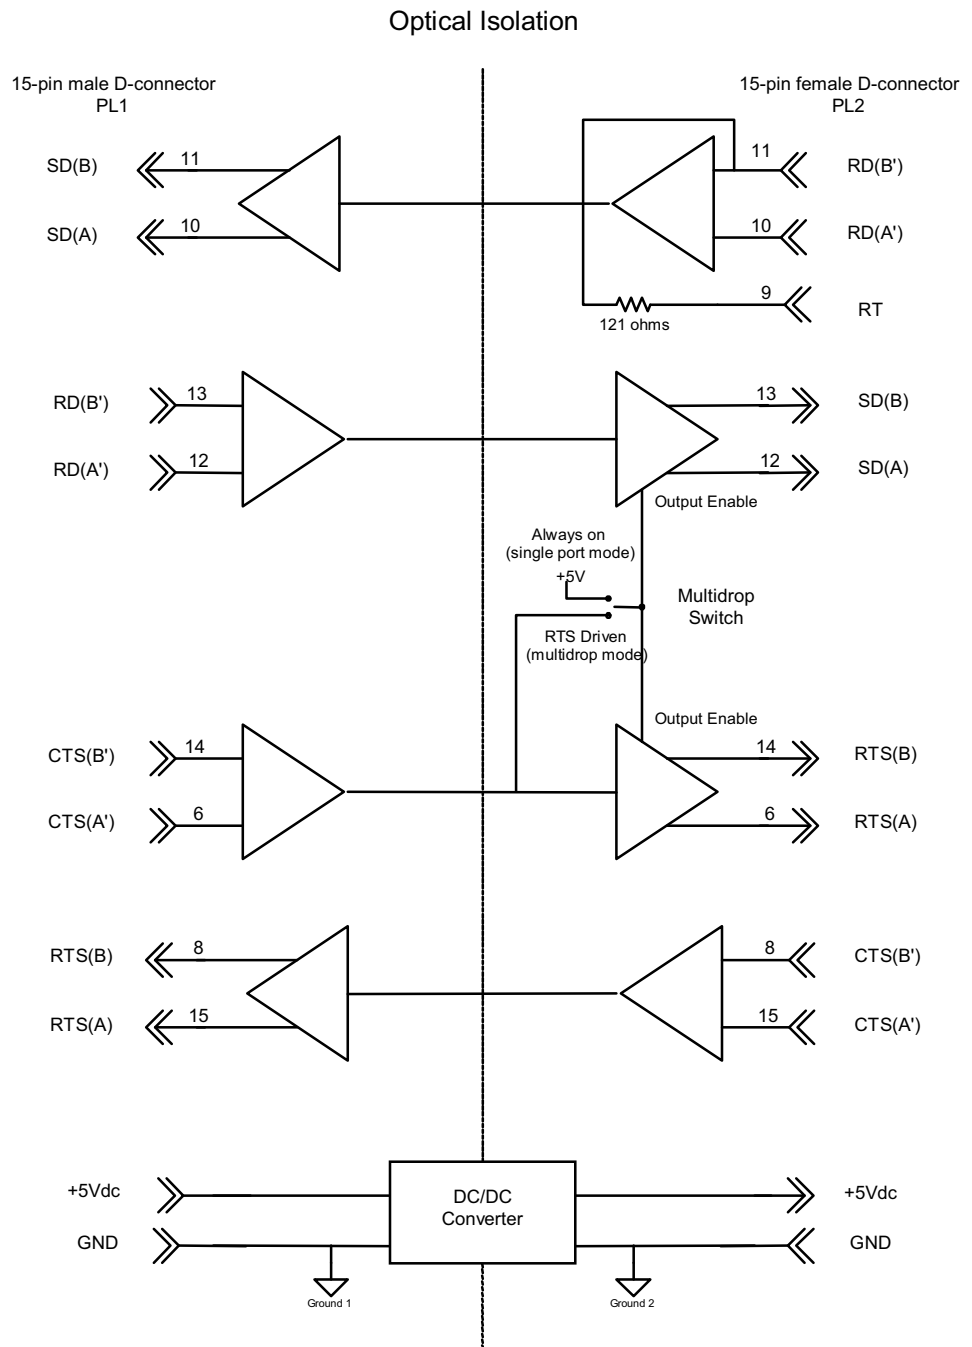 Optical Isolation
15-pin male D-connector
PL1
15-pin female D-connector
PL2
SD(B)
11
11
RD(B')
SD(A)
10
10
RD(A')
9
RT
121 ohms
RD(B')
13
13
SD(B)
RD(A')
12
12
SD(A)
Output Enable
Always on
(single port mode)
+5V
Multidrop
Switch
RTS Driven
(multidrop mode)
Output Enable
CTS(B')
14
14
RTS(B)
CTS(A')
6
6
RTS(A)
RTS(B)
8
8
CTS(B')
RTS(A)
15
15
CTS(A')
+5Vdc
DC/DC
Converter
+5Vdc
GND
GND
Ground 1
Ground 2